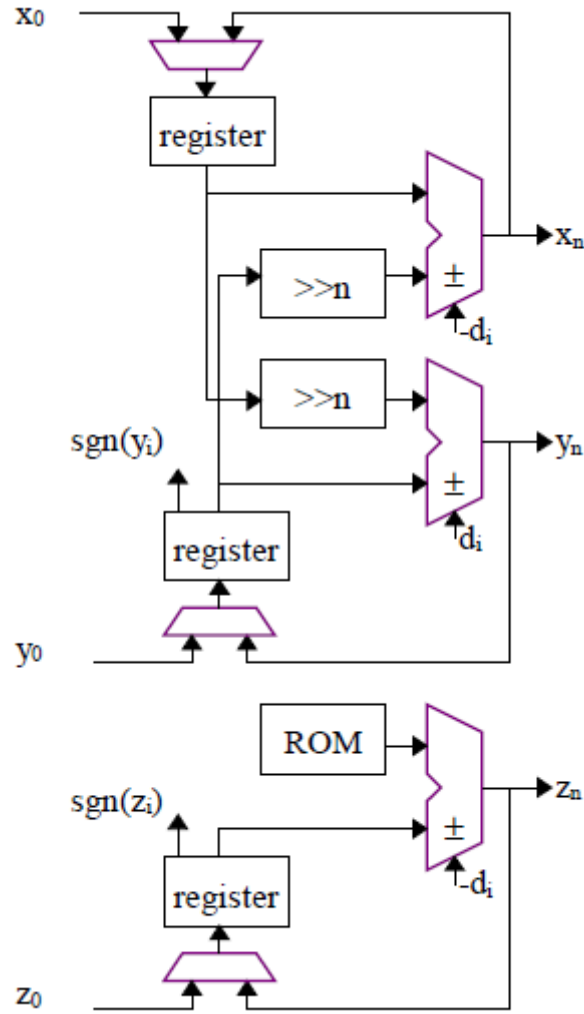 x₀
register
xₙ
>>n
±
-dᵢ
>>n
sgn(yᵢ)
yₙ
±
register
dᵢ
y₀
ROM
sgn(zᵢ)
zₙ
±
register
-dᵢ
z₀